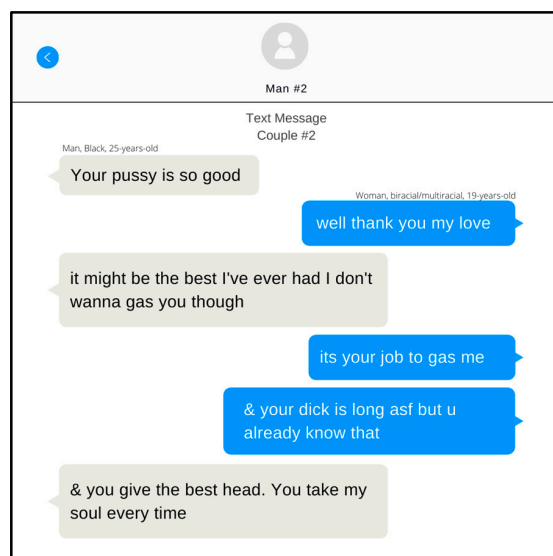 Man #2
Text Message
Couple #2
Man, Black, 25-years-old
Your pussy is so good
Woman, biracial/multiracial, 19-years-old
well thank you my love
it might be the best I've ever had I don't
wanna gas you though
its your job to gas me
& your dick is long asf but u
already know that
& you give the best head. You take my
soul every time